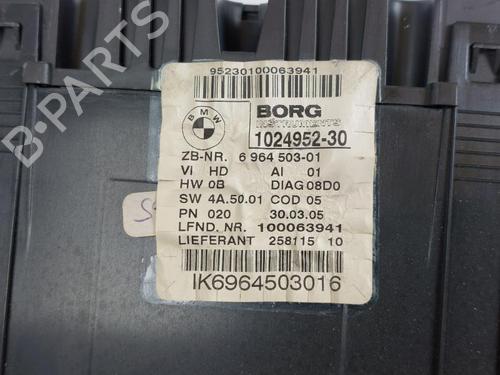 95230100063941
BMW
BORG
INSTRUMENTS
1024952-30
ZB-NR. 6 964 503-01
VI HD AI 01
HW 0B DIAG 08D0
SW 4A.50.01 COD 05
PN 020 30.03.05
LFND. NR. 100063941
LIEFERANT 258115 10
IK6964503016
B-PARTS